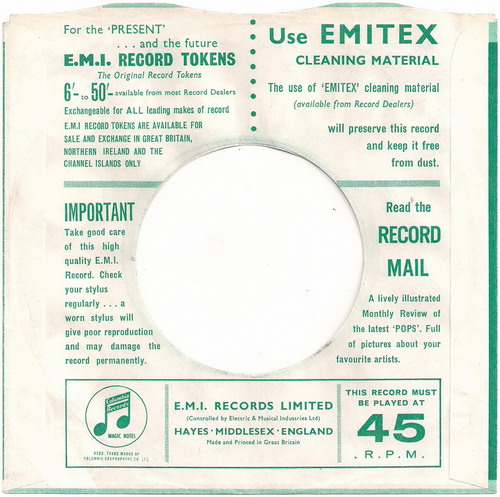 For the 'PRESENT'
. . . and the future
E.M.I. RECORD TOKENS
The Original Record Tokens
6'- to 50'- available from most Record Dealers
Exchangeable for ALL leading makes of record
E.M.I RECORD TOKENS ARE AVAILABLE FOR
SALE AND EXCHANGE IN GREAT BRITAIN,
NORTHERN IRELAND AND THE
CHANNEL ISLANDS ONLY
Use EMITEX
CLEANING MATERIAL
The use of 'EMITEX' cleaning material
(available from Record Dealers)
will preserve this record
and keep it free
from dust.
IMPORTANT
Take good care
of this high
quality E.M.I.
Record. Check
your stylus
regularly . . . a
worn stylus will
give poor reproduction
and may damage the
record permanently.
Read the
RECORD
MAIL
A lively illustrated
Monthly Review of
the latest 'POPS'. Full
of pictures about your
favourite artists.
Columbia
Records
MAGIC NOTES
REGD. TRADE MARKS OF
COLUMBIA GRAPHOPHONE CO. LTD.
E.M.I. RECORDS LIMITED
(Controlled by Electric & Musical Industries Ltd)
HAYES · MIDDLESEX · ENGLAND
Made and Printed in Great Britain
THIS RECORD MUST
BE PLAYED AT
45
. R.P.M.